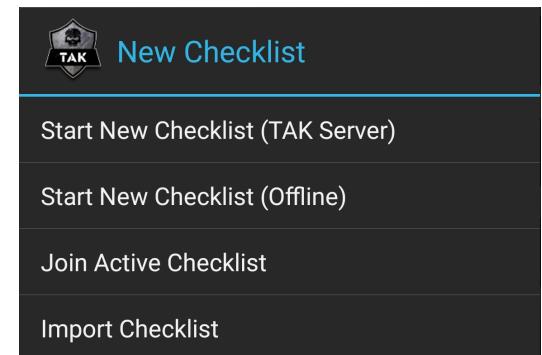 TAK
New Checklist
Start New Checklist (TAK Server)
Start New Checklist (Offline)
Join Active Checklist
Import Checklist